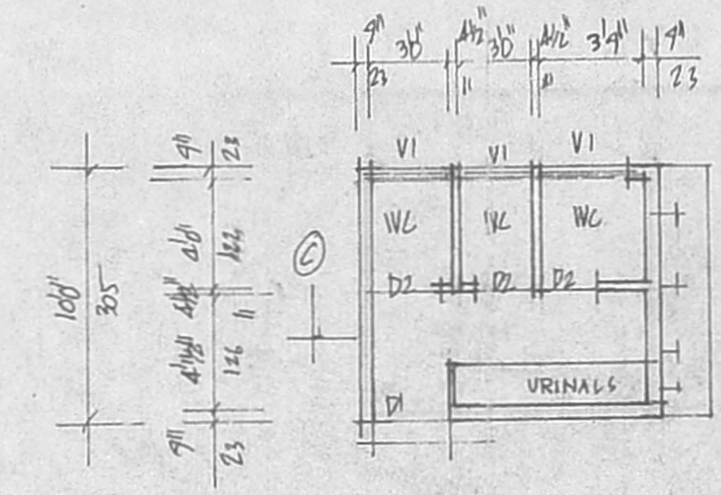 9" 3'0" 4½" 3'0" 4½" 3'9" 9"
23 11 11 23
V1 V1 V1
WC WC WC
D2 D2 D2
URINALS
D1
C
10'0"
305
9" 4'0" 4½" 4'1½" 9"
23 122 11 126 23